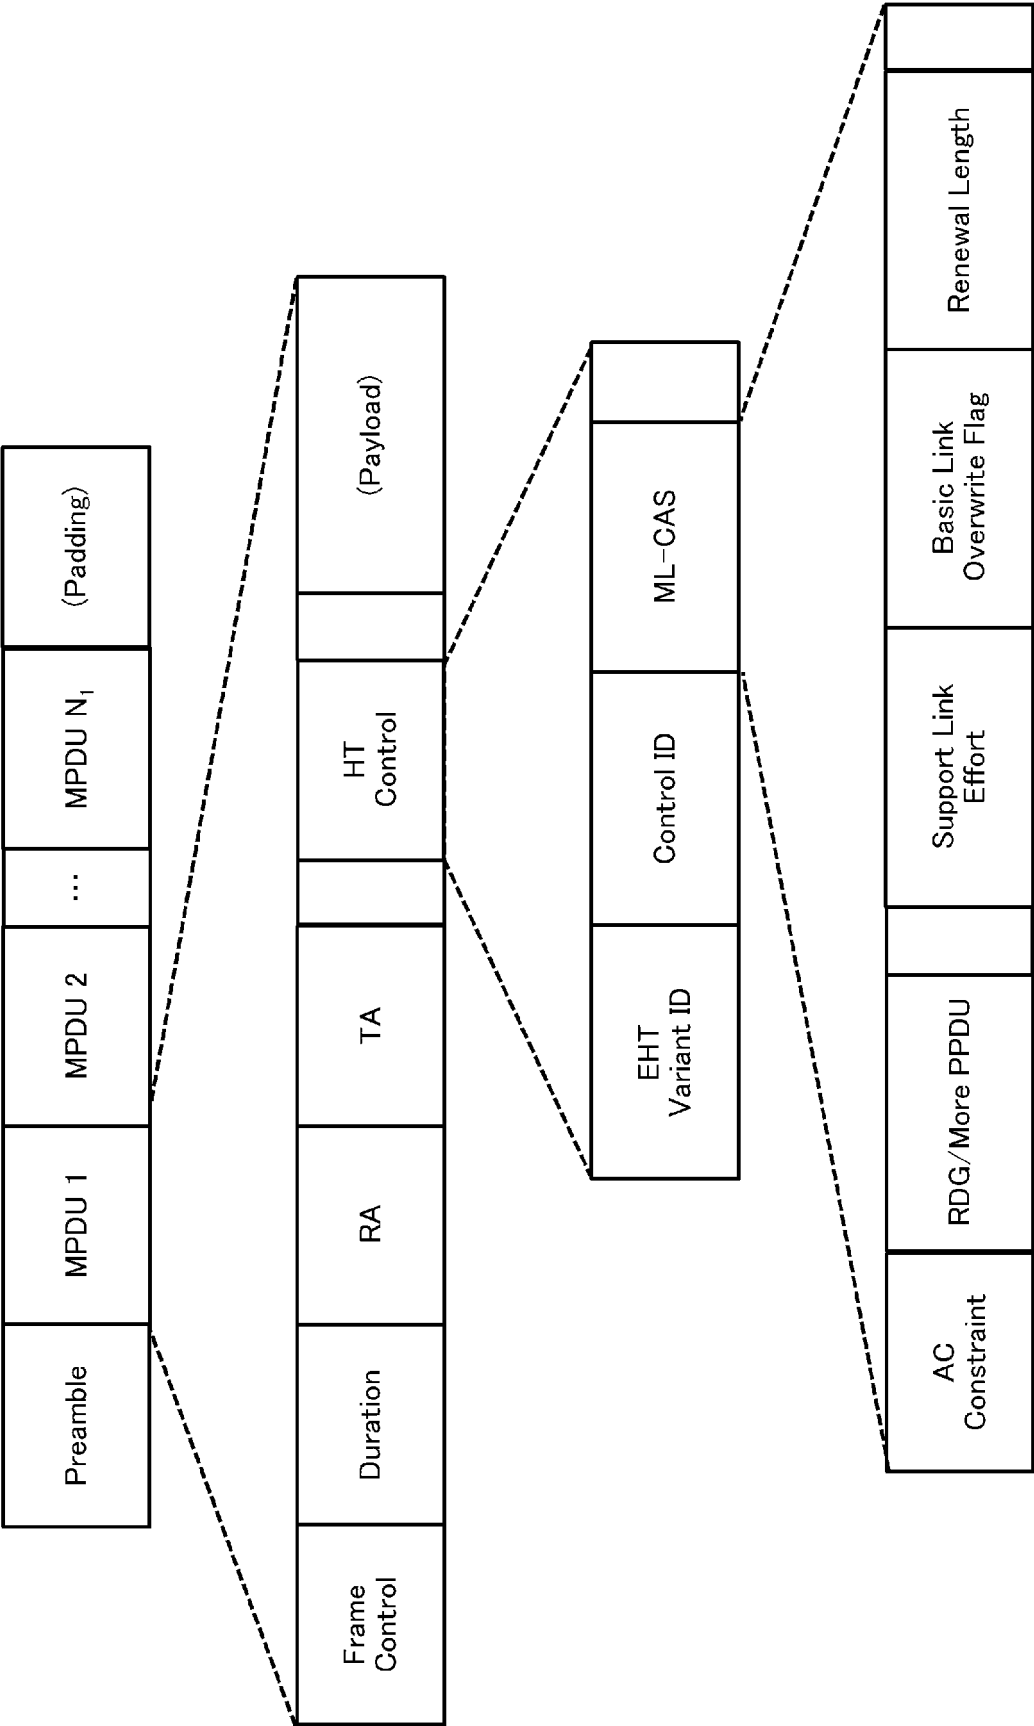 Preamble
MPDU 1
MPDU 2
…
MPDU N1
(Padding)
Frame
Control
Duration
RA
TA
HT
Control
(Payload)
EHT
Variant ID
Control ID
ML-CAS
AC
Constraint
RDG/More PPDU
Support Link
Effort
Basic Link
Overwrite Flag
Renewal Length